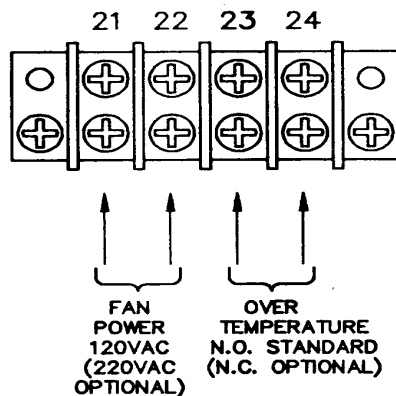 21 22 23 24
FAN
POWER
120VAC
(220VAC
OPTIONAL)
OVER
TEMPERATURE
N.O. STANDARD
(N.C. OPTIONAL)